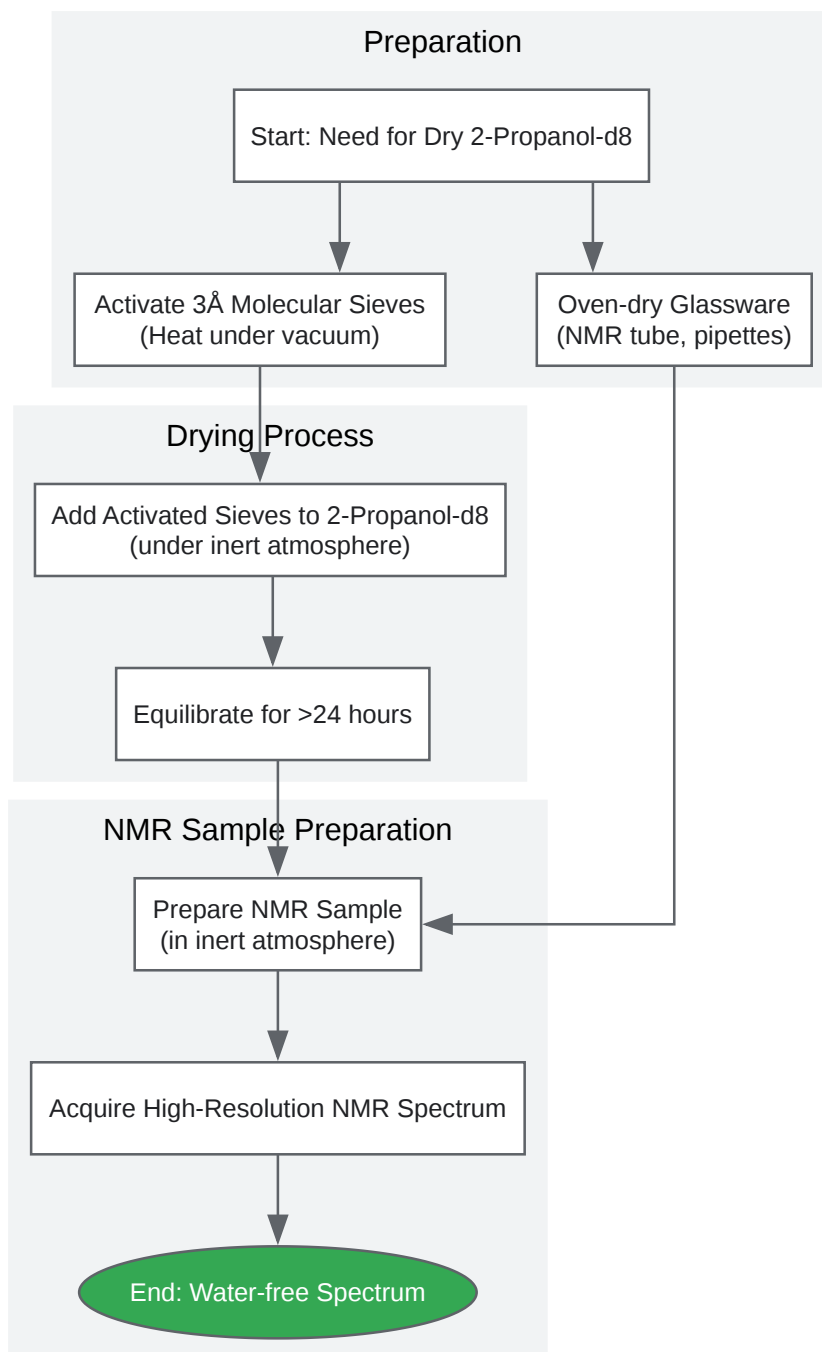 Preparation
Start: Need for Dry 2-Propanol-d8
Activate 3Å Molecular Sieves
(Heat under vacuum)
Oven-dry Glassware
(NMR tube, pipettes)
Drying Process
Add Activated Sieves to 2-Propanol-d8
(under inert atmosphere)
Equilibrate for >24 hours
NMR Sample Preparation
Prepare NMR Sample
(in inert atmosphere)
Acquire High-Resolution NMR Spectrum
End: Water-free Spectrum